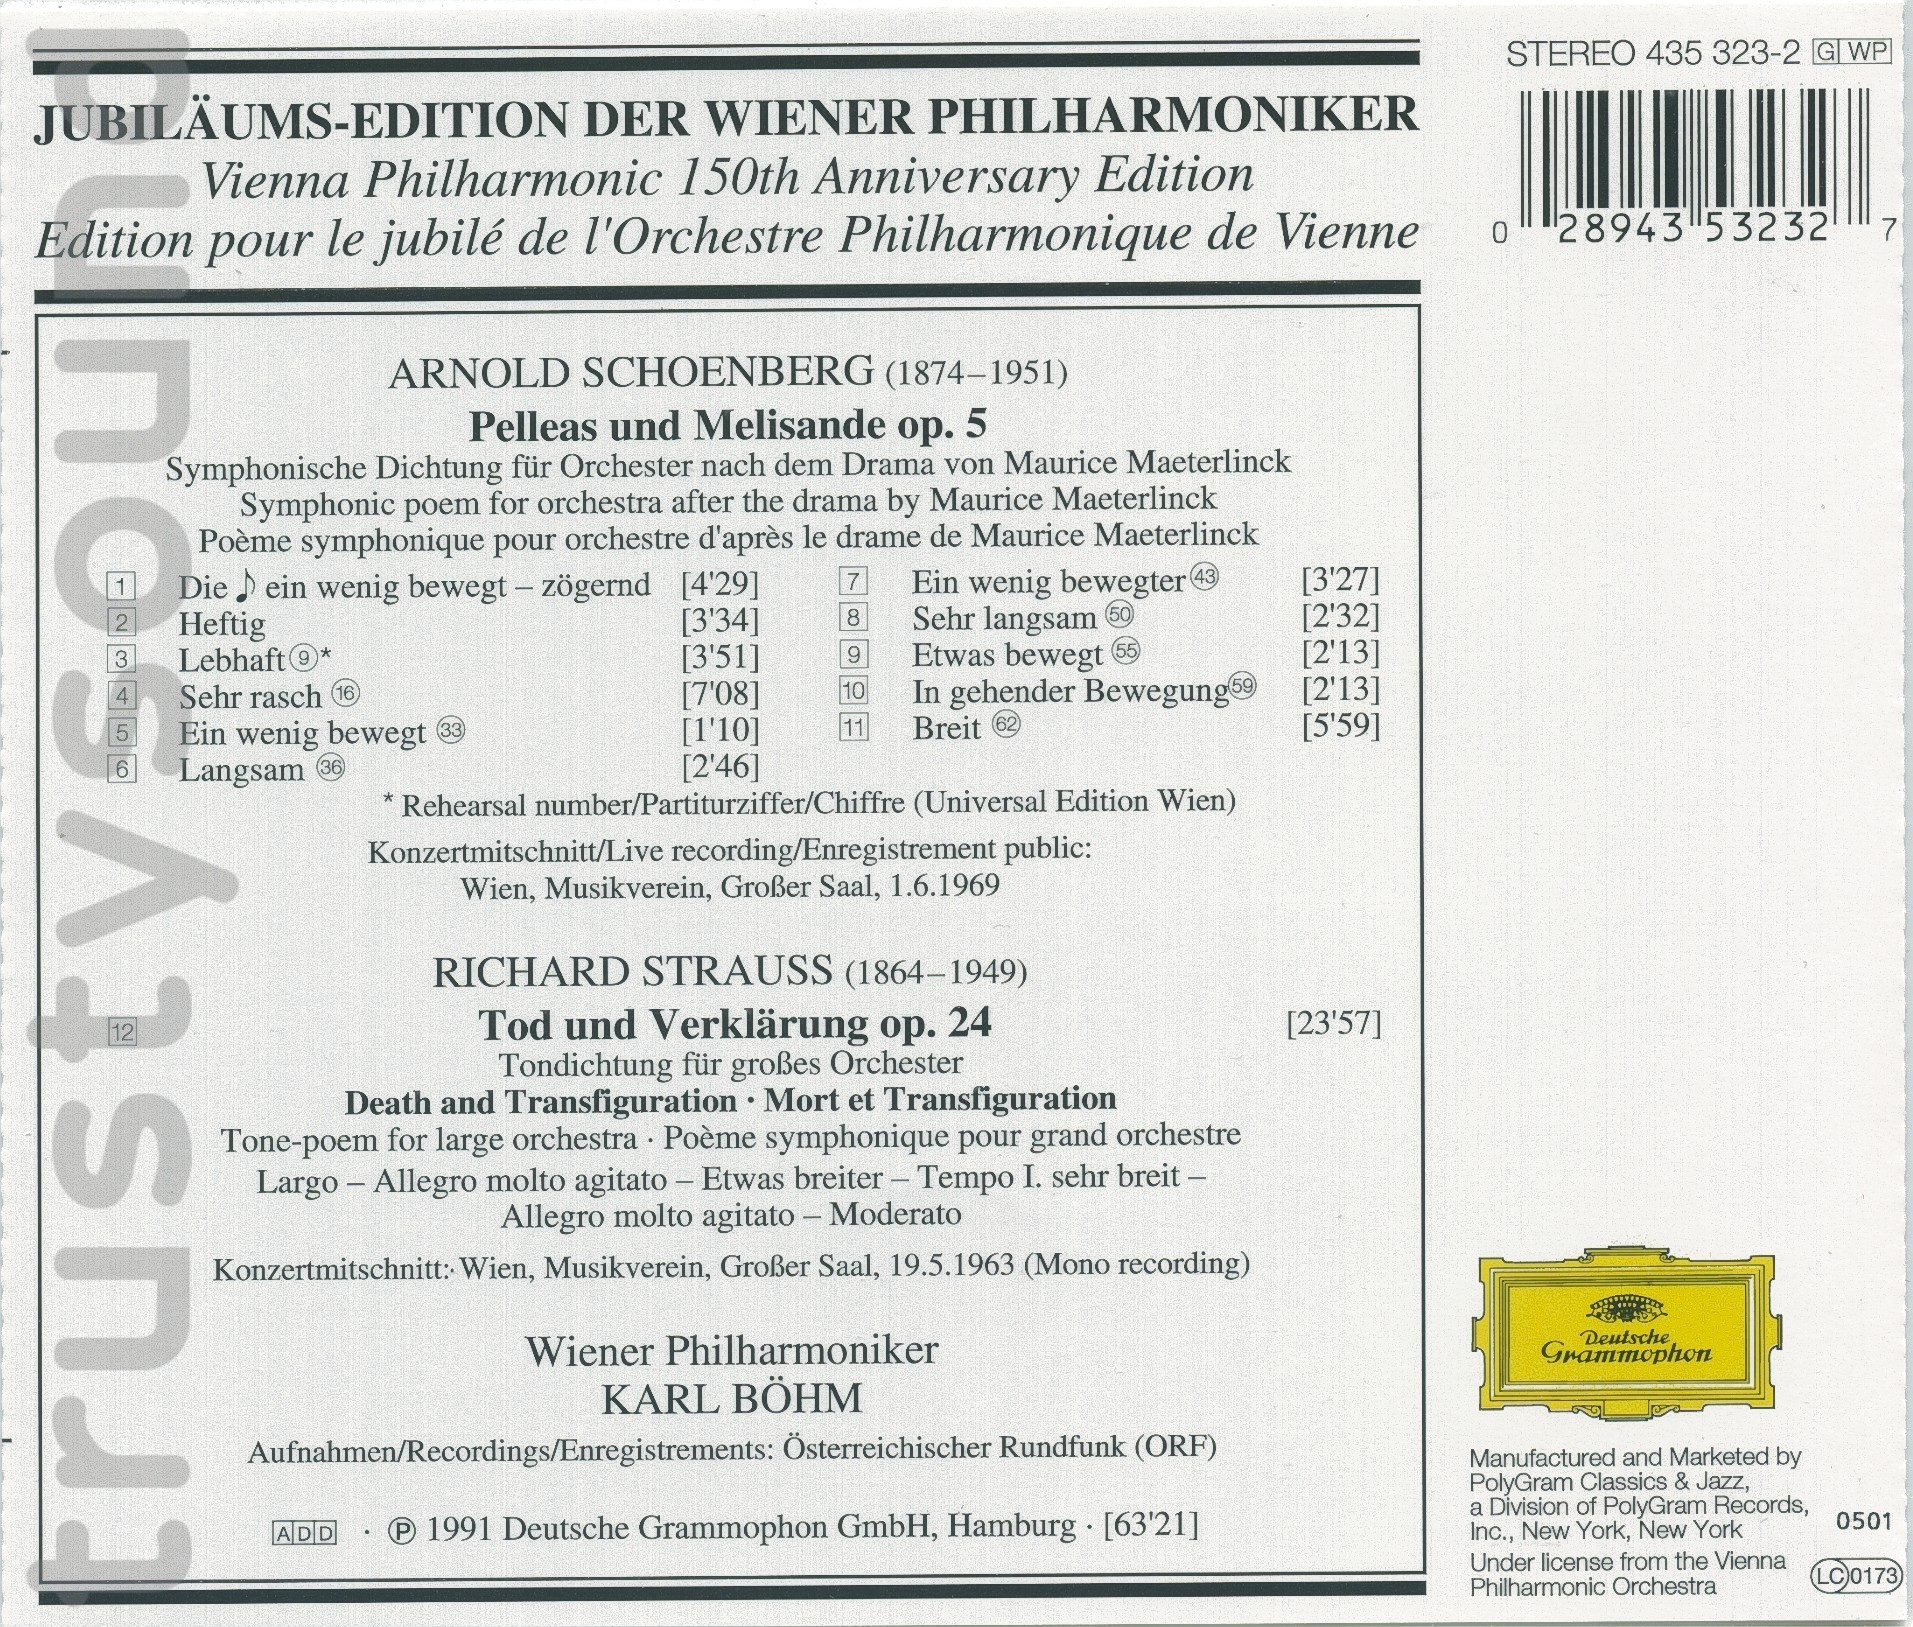 JUBILÄUMS-EDITION DER WIENER PHILHARMONIKER
Vienna Philharmonic 150th Anniversary Edition
Edition pour le jubilé de l'Orchestre Philharmonique de Vienne
STEREO 435 323-2 G WP
0 28943 53232 7
ARNOLD SCHOENBERG (1874–1951)
Pelleas und Melisande op. 5
Symphonische Dichtung für Orchester nach dem Drama von Maurice Maeterlinck
Symphonic poem for orchestra after the drama by Maurice Maeterlinck
Poème symphonique pour orchestre d'après le drame de Maurice Maeterlinck
1 Die ♪ ein wenig bewegt – zögernd [4'29]
2 Heftig [3'34]
3 Lebhaft ⑨* [3'51]
4 Sehr rasch ⑯ [7'08]
5 Ein wenig bewegt ㉝ [1'10]
6 Langsam ㊱ [2'46]
7 Ein wenig bewegter ㊸ [3'27]
8 Sehr langsam ㊿ [2'32]
9 Etwas bewegt 55 [2'13]
10 In gehender Bewegung 59 [2'13]
11 Breit 62 [5'59]
* Rehearsal number/Partiturziffer/Chiffre (Universal Edition Wien)
Konzertmitschnitt/Live recording/Enregistrement public:
Wien, Musikverein, Großer Saal, 1.6.1969
RICHARD STRAUSS (1864–1949)
12 Tod und Verklärung op. 24 [23'57]
Tondichtung für großes Orchester
Death and Transfiguration · Mort et Transfiguration
Tone-poem for large orchestra · Poème symphonique pour grand orchestre
Largo – Allegro molto agitato – Etwas breiter – Tempo I. sehr breit –
Allegro molto agitato – Moderato
Konzertmitschnitt: Wien, Musikverein, Großer Saal, 19.5.1963 (Mono recording)
Wiener Philharmoniker
KARL BÖHM
Aufnahmen/Recordings/Enregistrements: Österreichischer Rundfunk (ORF)
ADD · ℗ 1991 Deutsche Grammophon GmbH, Hamburg · [63'21]
Deutsche
Grammophon
Manufactured and Marketed by
PolyGram Classics & Jazz,
a Division of PolyGram Records,
Inc., New York, New York
0501
Under license from the Vienna
Philharmonic Orchestra
LC 0173
trustysound